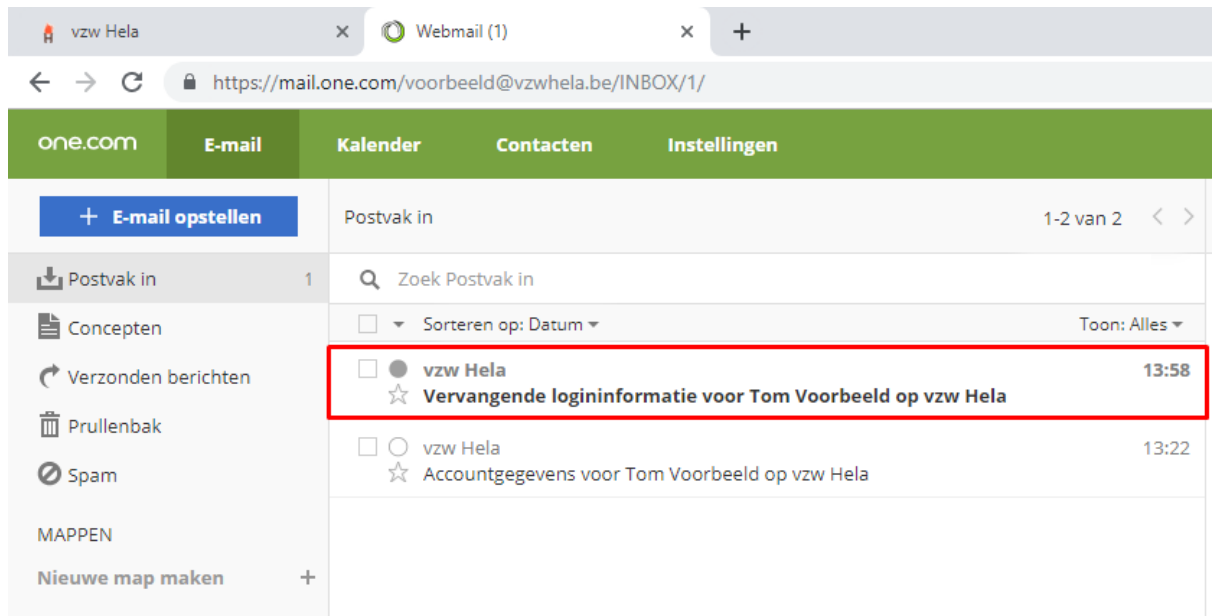 vzw Hela
Webmail (1)
https://mail.one.com/voorbeeld@vzwhela.be/INBOX/1/
one.com E-mail Kalender Contacten Instellingen
+ E-mail opstellen
Postvak in 1-2 van 2
Postvak in 1
Zoek Postvak in
Concepten
Sorteren op: Datum Toon: Alles
Verzonden berichten
vzw Hela 13:58
Vervangende logininformatie voor Tom Voorbeeld op vzw Hela
Prullenbak
vzw Hela 13:22
Accountgegevens voor Tom Voorbeeld op vzw Hela
Spam
MAPPEN
Nieuwe map maken +